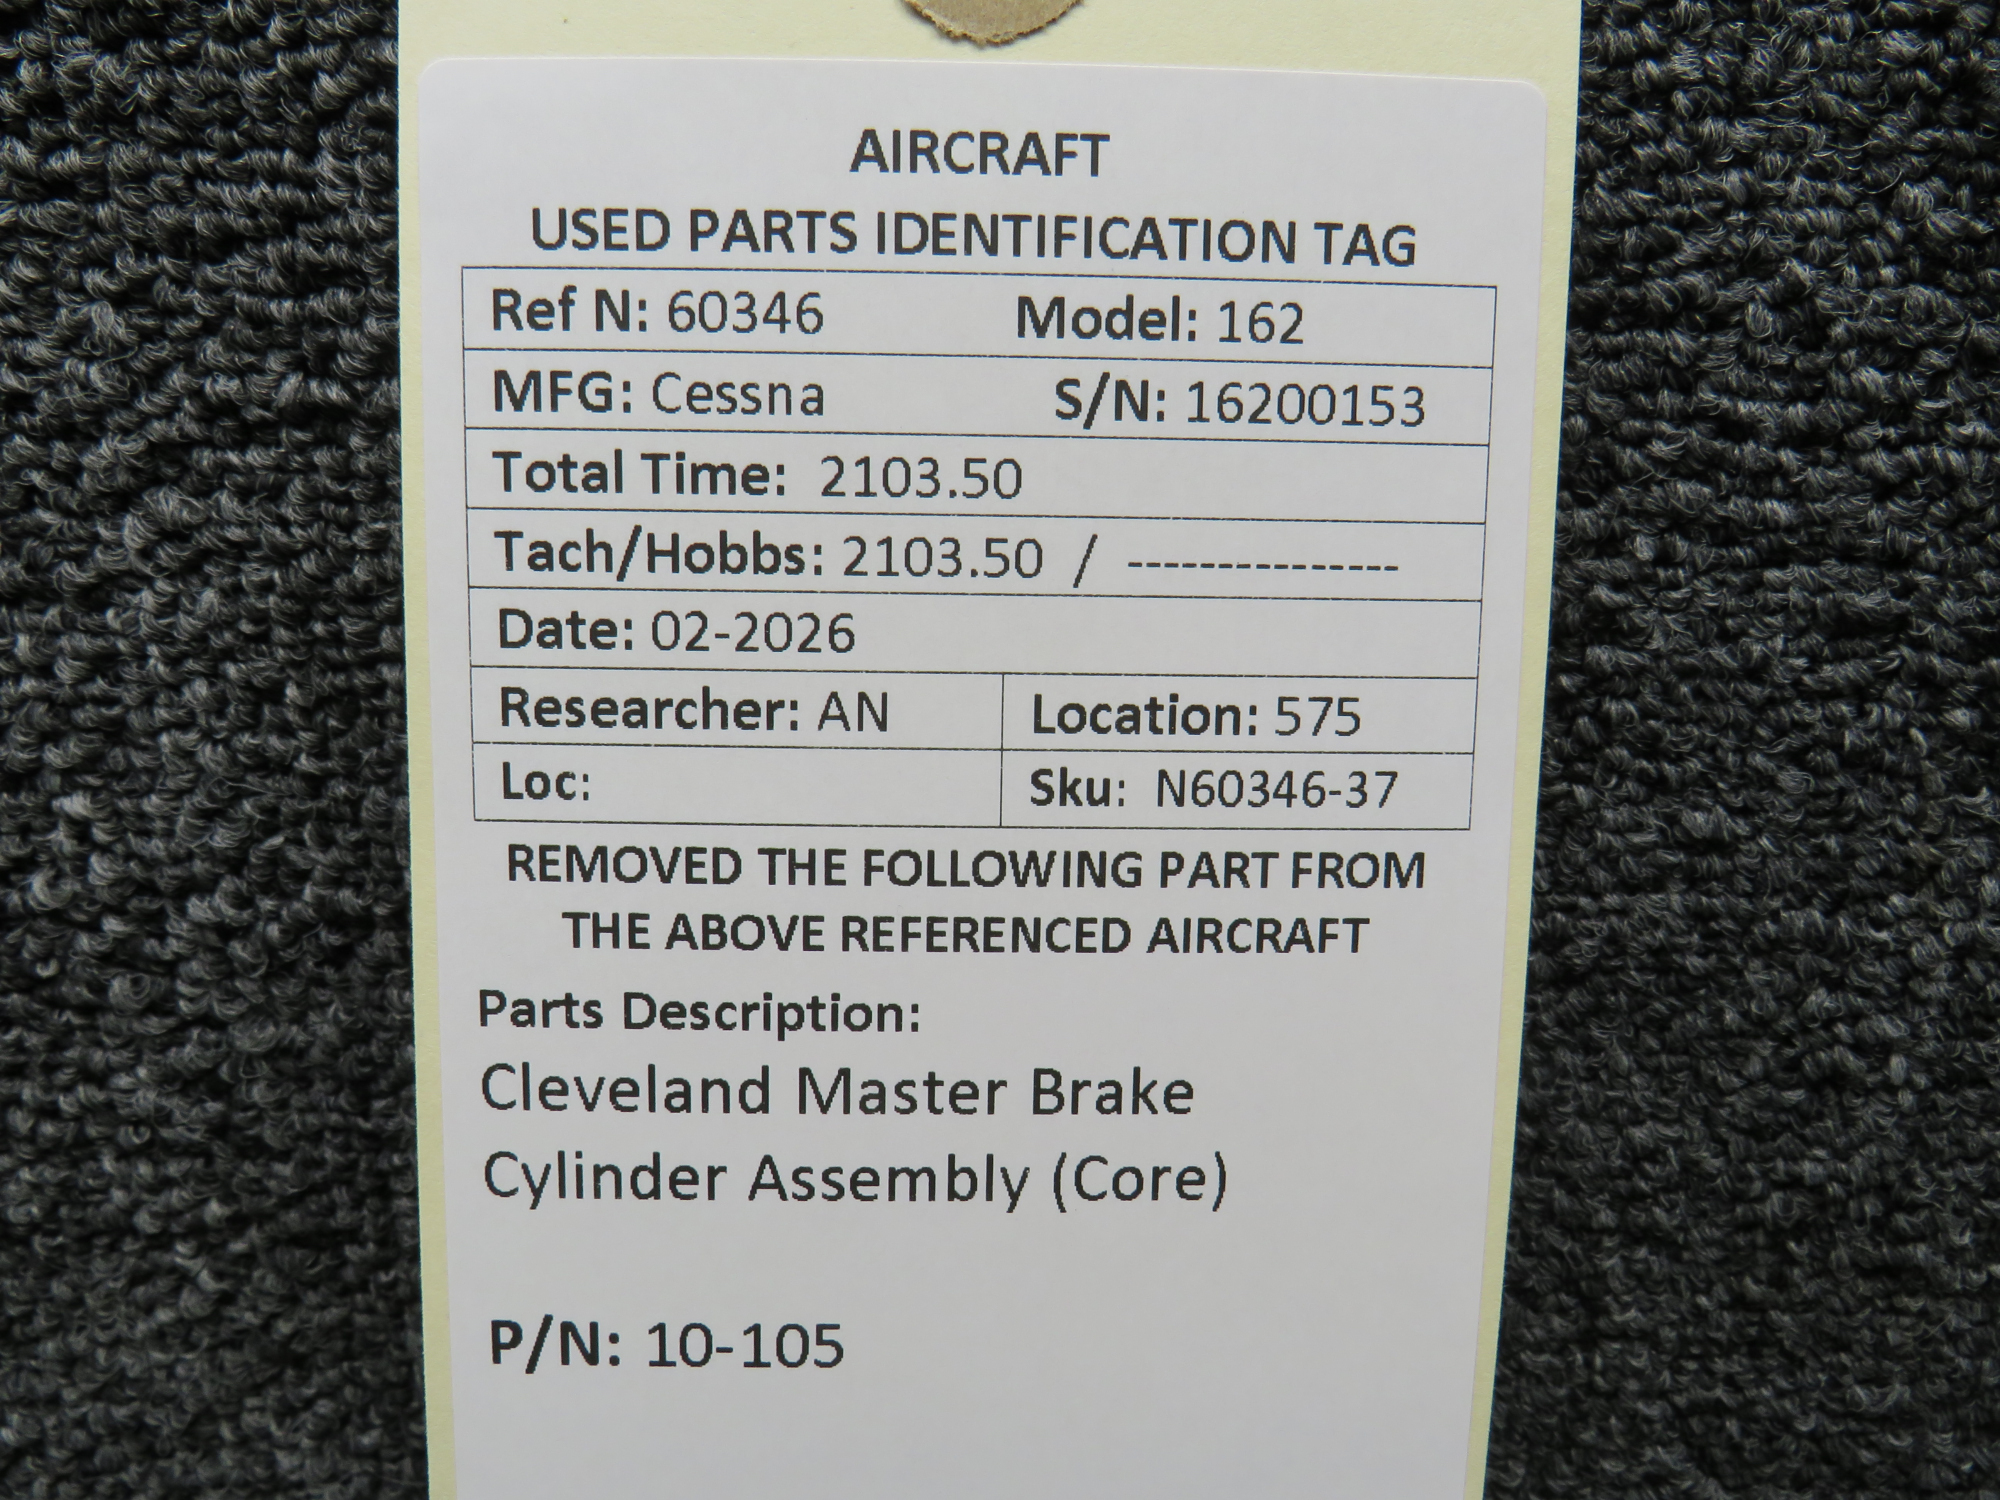 AIRCRAFT
USED PARTS IDENTIFICATION TAG
Ref N: 60346 Model: 162
MFG: Cessna S/N: 16200153
Total Time: 2103.50
Tach/Hobbs: 2103.50 / ---------------
Date: 02-2026
Researcher: AN Location: 575
Loc: Sku: N60346-37
REMOVED THE FOLLOWING PART FROM
THE ABOVE REFERENCED AIRCRAFT
Parts Description:
Cleveland Master Brake
Cylinder Assembly (Core)
P/N: 10-105